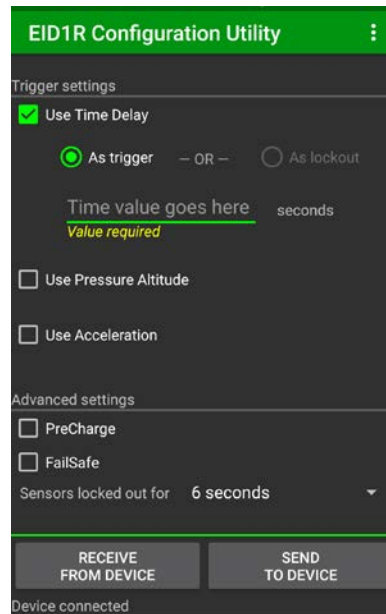 EID1R Configuration Utility
Trigger settings
Use Time Delay
As trigger – OR – As lockout
Time value goes here seconds
Value required
Use Pressure Altitude
Use Acceleration
Advanced settings
PreCharge
FailSafe
Sensors locked out for 6 seconds
RECEIVE SEND
FROM DEVICE TO DEVICE
Device connected